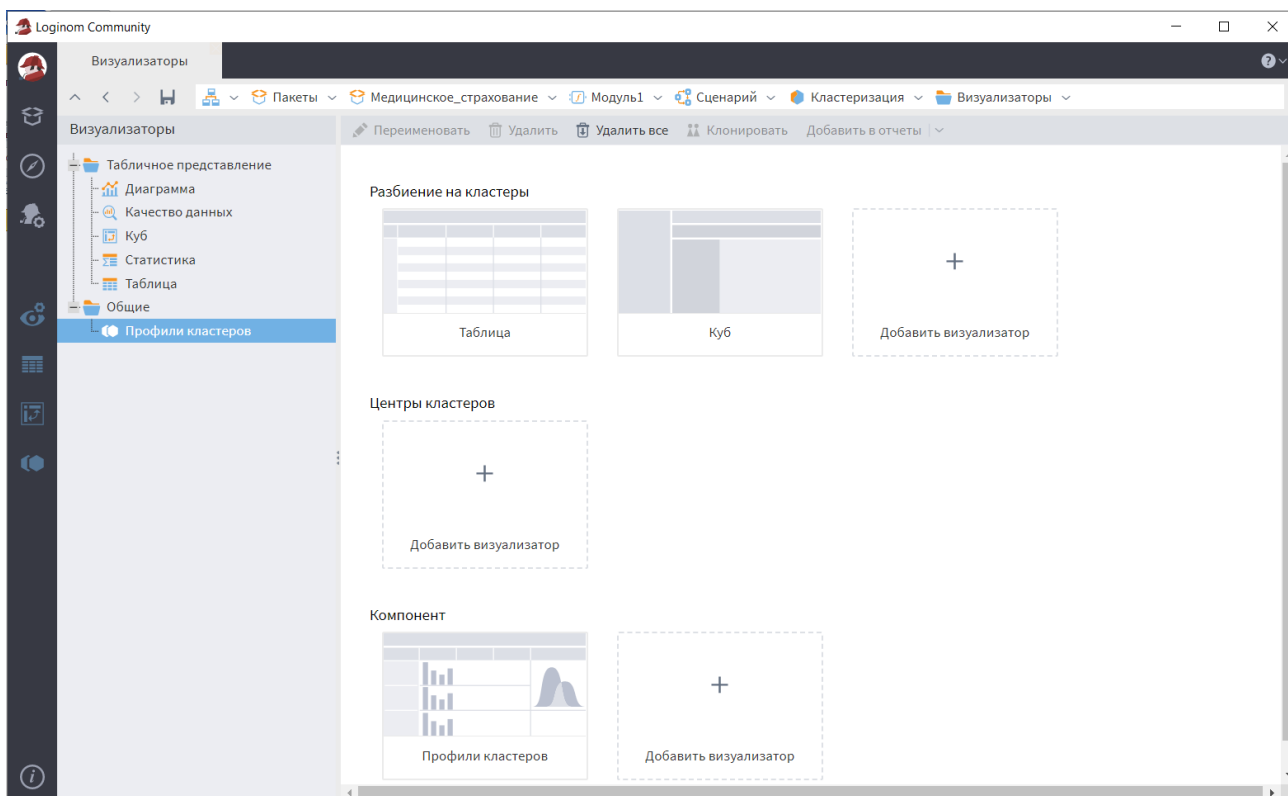 Loginom Community
Визуализаторы
Пакеты Медицинское_страхование Модуль1 Сценарий Кластеризация Визуализаторы
Визуализаторы
Переименовать Удалить Удалить все Клонировать Добавить в отчеты
Табличное представление
Диаграмма
Качество данных
Куб
Статистика
Таблица
Общие
Профили кластеров
Разбиение на кластеры
Таблица
Куб
Добавить визуализатор
Центры кластеров
Добавить визуализатор
Компонент
Профили кластеров
Добавить визуализатор